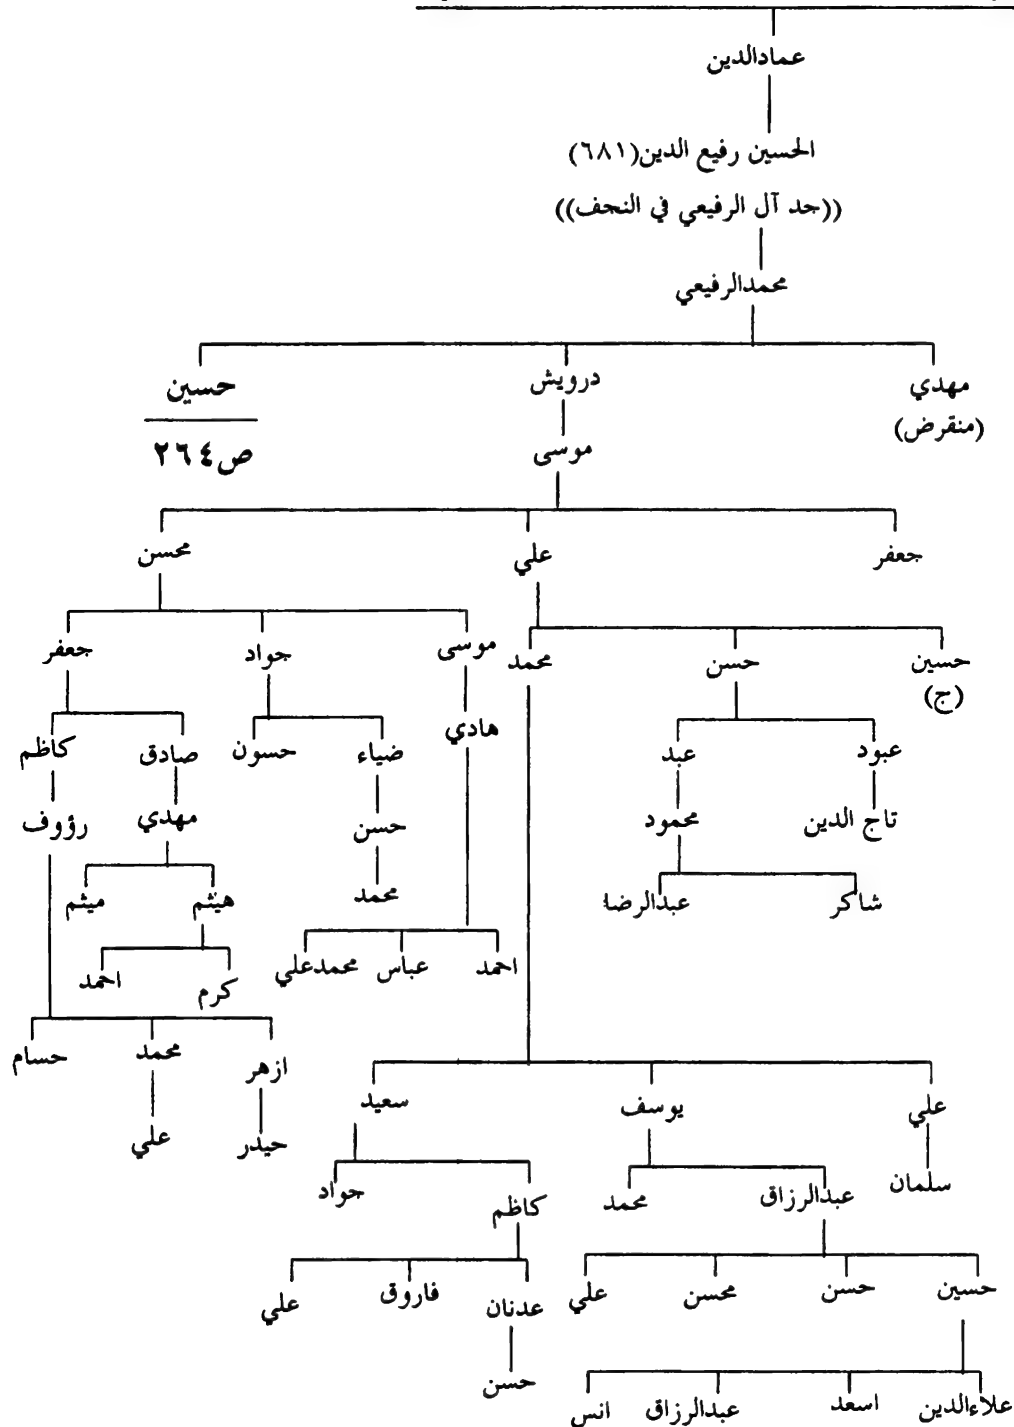 عمادالدين
الحسين رفيع الدين(٦٨١)
((جد آل الرفيعي في النجف))
محمدالرفيعي
مهدي درويش حسين
(منقرض)
موسى ص٢٦٤
جعفر علي محسن
حسين حسن محمد موسى جواد جعفر
(ج)
عبود عبد هادي ضياء حسون صادق كاظم
تاج الدين محمود حسن مهدي رؤوف
شاكر عبدالرضا محمد هيثم ميثم
احمد عباس محمدعلي كرم احمد
ازهر محمد حسام
علي يوسف سعيد حيدر علي
سلمان عبدالرزاق محمد كاظم جواد
حسين حسن محسن علي عدنان فاروق علي
حسن
علاءالدين اسعد عبدالرزاق انس